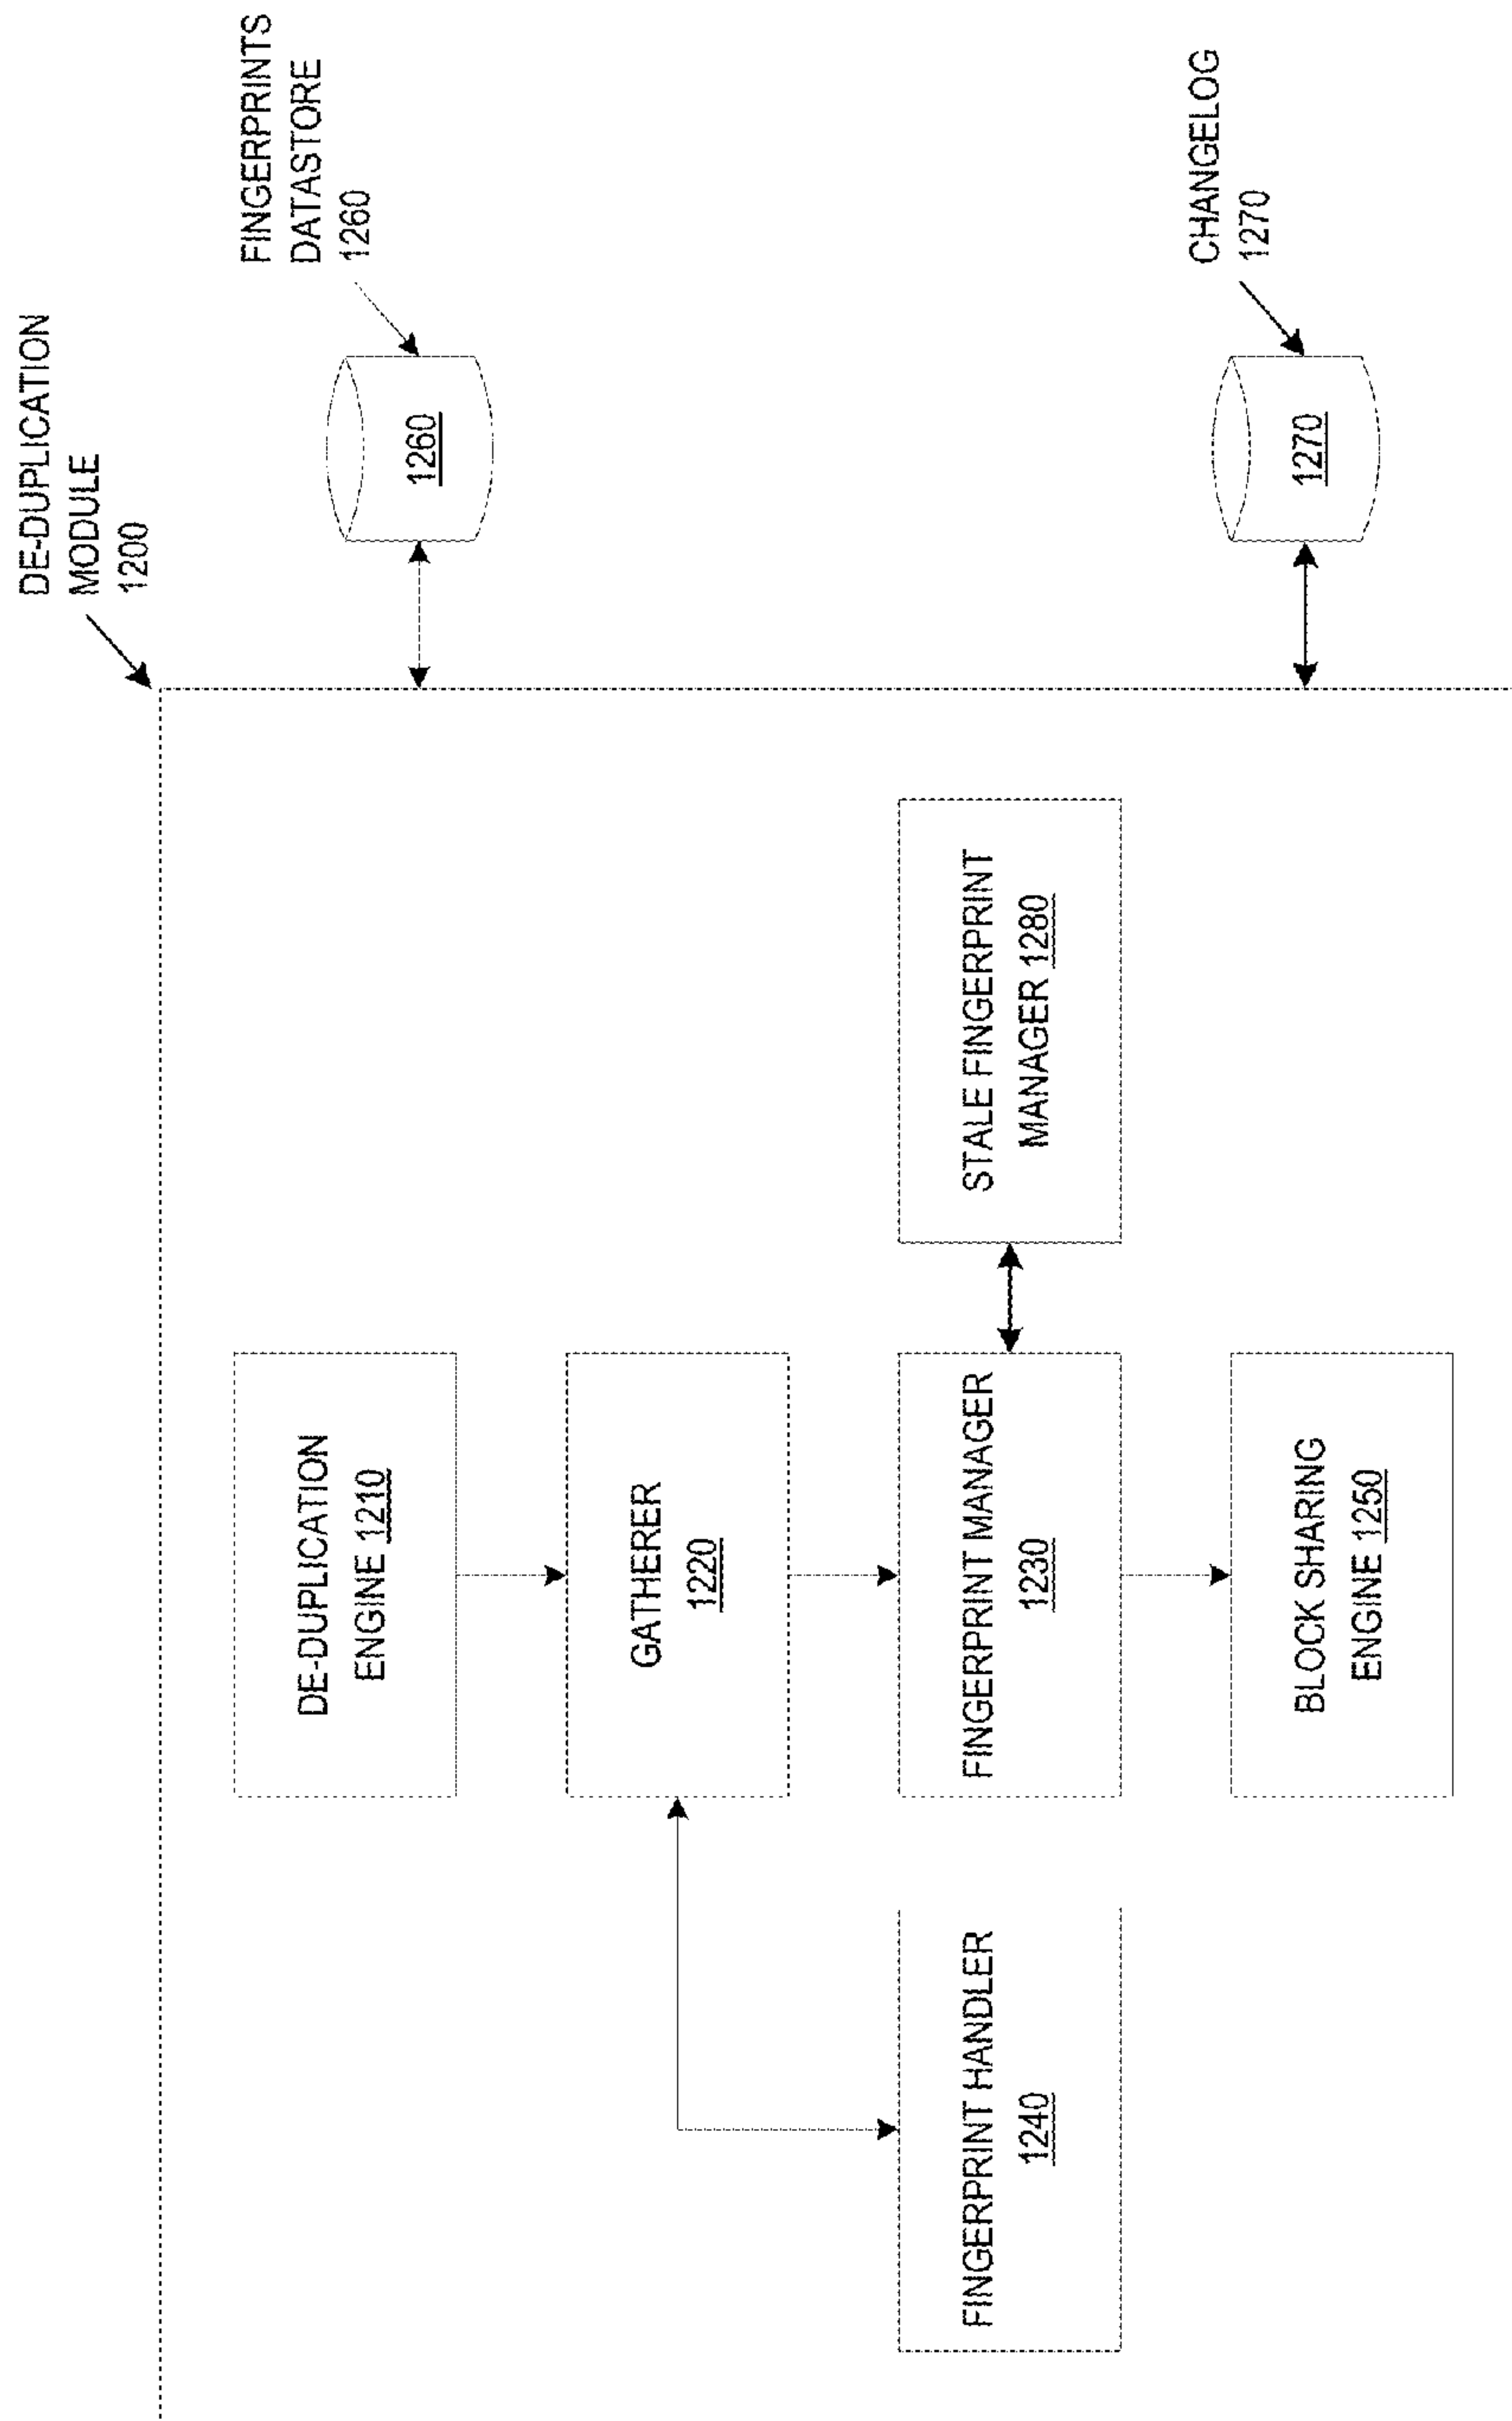 DE-DUPLICATION
MODULE
1200
FINGERPRINTS
DATASTORE
1260
1260
CHANGELOG
1270
1270
DE-DUPLICATION
ENGINE 1210
GATHERER
1220
FINGERPRINT MANAGER
1230
STALE FINGERPRINT
MANAGER 1280
FINGERPRINT HANDLER
1240
BLOCK SHARING
ENGINE 1250